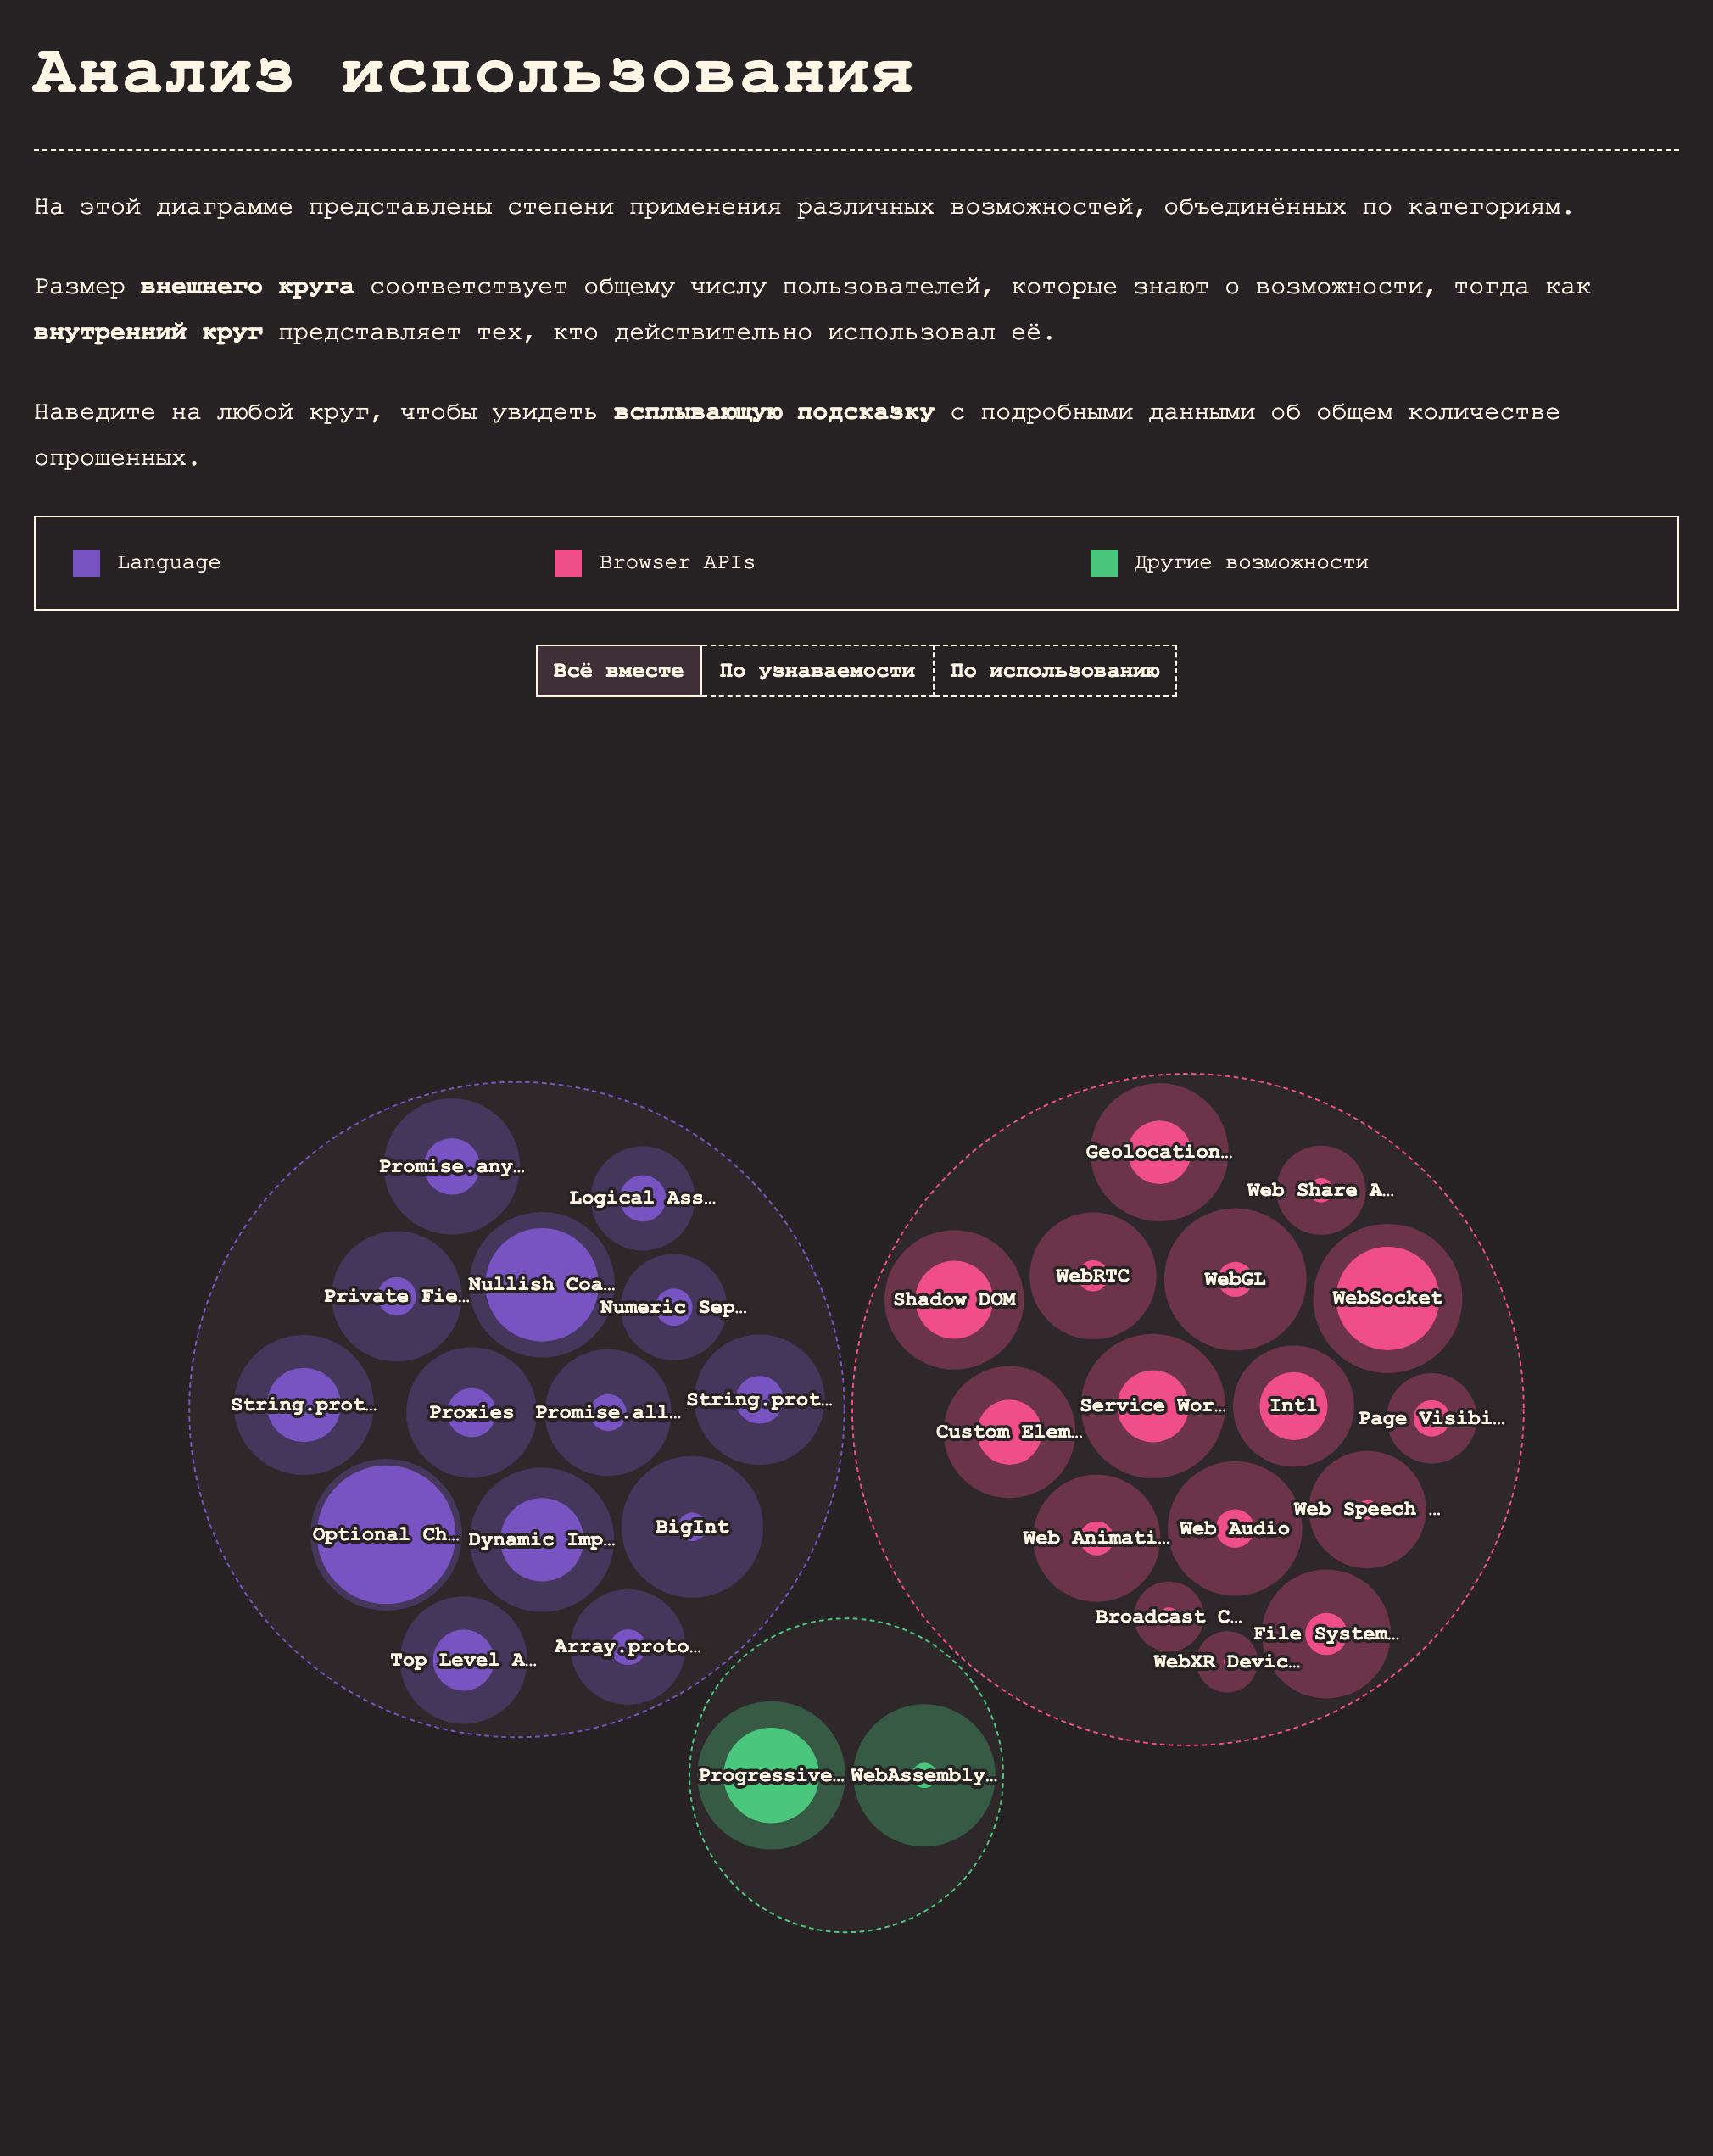 Анализ использования
На этой диаграмме представлены степени применения различных возможностей, объединённых по категориям.
Размер внешнего круга соответствует общему числу пользователей, которые знают о возможности, тогда как
внутренний круг представляет тех, кто действительно использовал её.
Наведите на любой круг, чтобы увидеть всплывающую подсказку с подробными данными об общем количестве
опрошенных.
Language
Browser APIs
Другие возможности
Всё вместе
По узнаваемости
По использованию
Promise.any…
Logical Ass…
Private Fie…
Nullish Coa…
Numeric Sep…
String.prot…
Proxies
Promise.all…
String.prot…
Optional Ch…
Dynamic Imp…
BigInt
Top Level A…
Array.proto…
Geolocation…
Web Share A…
Shadow DOM
WebRTC
WebGL
WebSocket
Custom Elem…
Service Wor…
Intl
Page Visibi…
Web Animati…
Web Audio
Web Speech …
Broadcast C…
File System…
WebXR Devic…
Progressive…
WebAssembly…